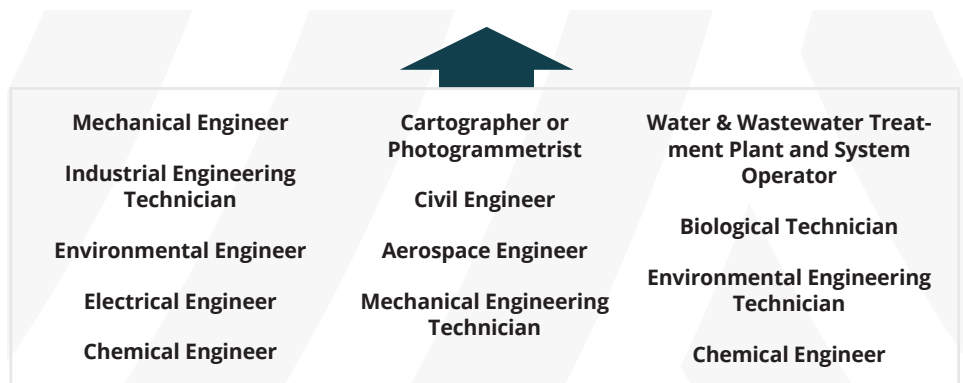 Mechanical Engineer
Industrial Engineering
Technician
Environmental Engineer
Electrical Engineer
Chemical Engineer
Cartographer or
Photogrammetrist
Civil Engineer
Aerospace Engineer
Mechanical Engineering
Technician
Water & Wastewater Treat-
ment Plant and System
Operator
Biological Technician
Environmental Engineering
Technician
Chemical Engineer